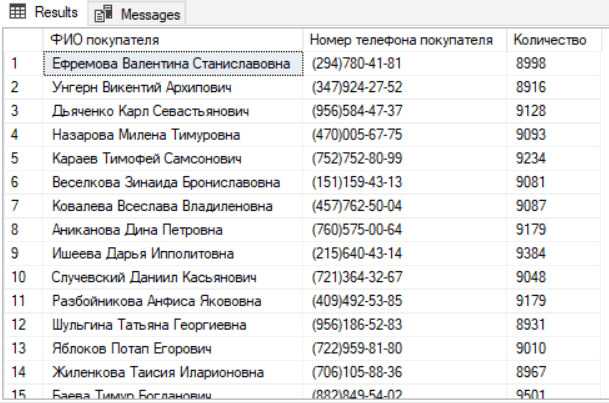 Results Messages
ФИО покупателя Номер телефона покупателя Количество
1 Ефремова Валентина Станиславовна (294)780-41-81 8998
2 Унгерн Викентий Архипович (347)924-27-52 8916
3 Дьяченко Карл Севастьянович (956)584-47-37 9128
4 Назарова Милена Тимуровна (470)005-67-75 9093
5 Караев Тимофей Самсонович (752)752-80-99 9234
6 Веселкова Зинаида Брониславовна (151)159-43-13 9081
7 Ковалева Всеслава Владиленовна (457)762-50-04 9087
8 Аниканова Дина Петровна (760)575-00-64 9179
9 Ишеева Дарья Ипполитовна (215)640-43-14 9384
10 Случевский Даниил Касьянович (721)364-32-67 9048
11 Разбойникова Анфиса Якововна (409)492-53-85 9179
12 Шульгина Татьяна Георгиевна (956)186-52-83 8931
13 Яблоков Потап Егорович (722)959-81-80 9010
14 Жиленкова Таисия Иларионовна (706)105-88-36 8967
15 Баева Тимур Богданович (882)849-54-02 9501